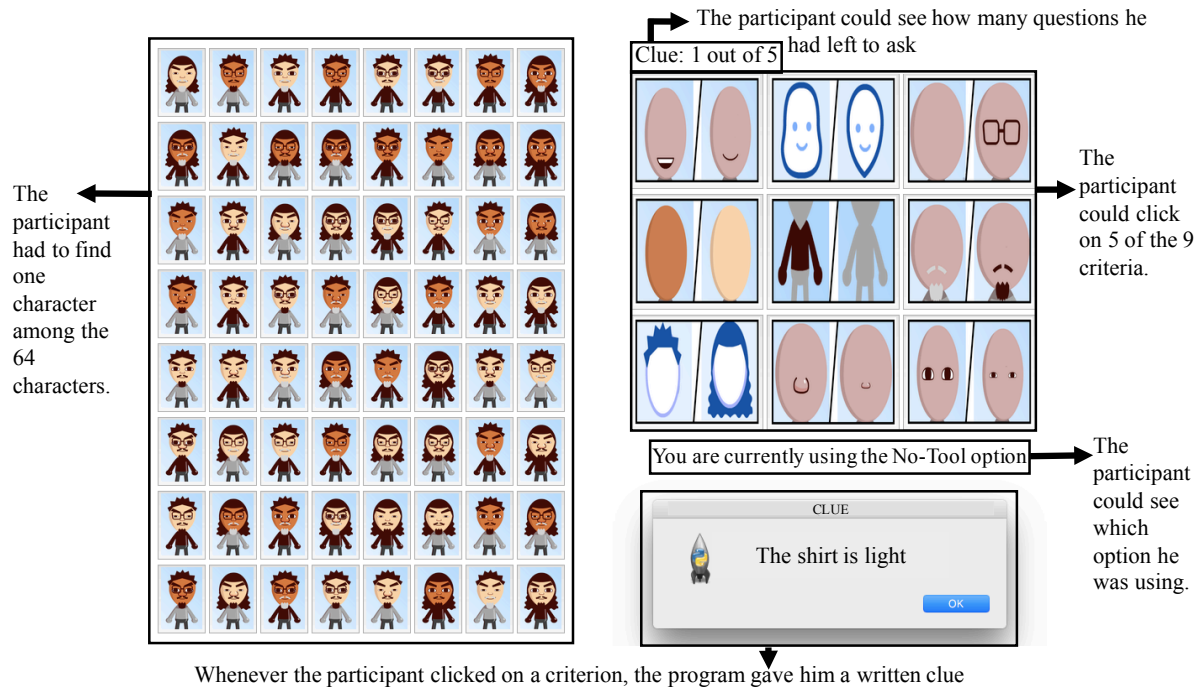 The participant could see how many questions he
had left to ask
Clue: 1 out of 5
The
participant
had to find
one
character
among the
64
characters.
The
participant
could click
on 5 of the 9
criteria.
You are currently using the No-Tool option
The
participant
could see
which
option he
was using.
CLUE
The shirt is light
OK
Whenever the participant clicked on a criterion, the program gave him a written clue